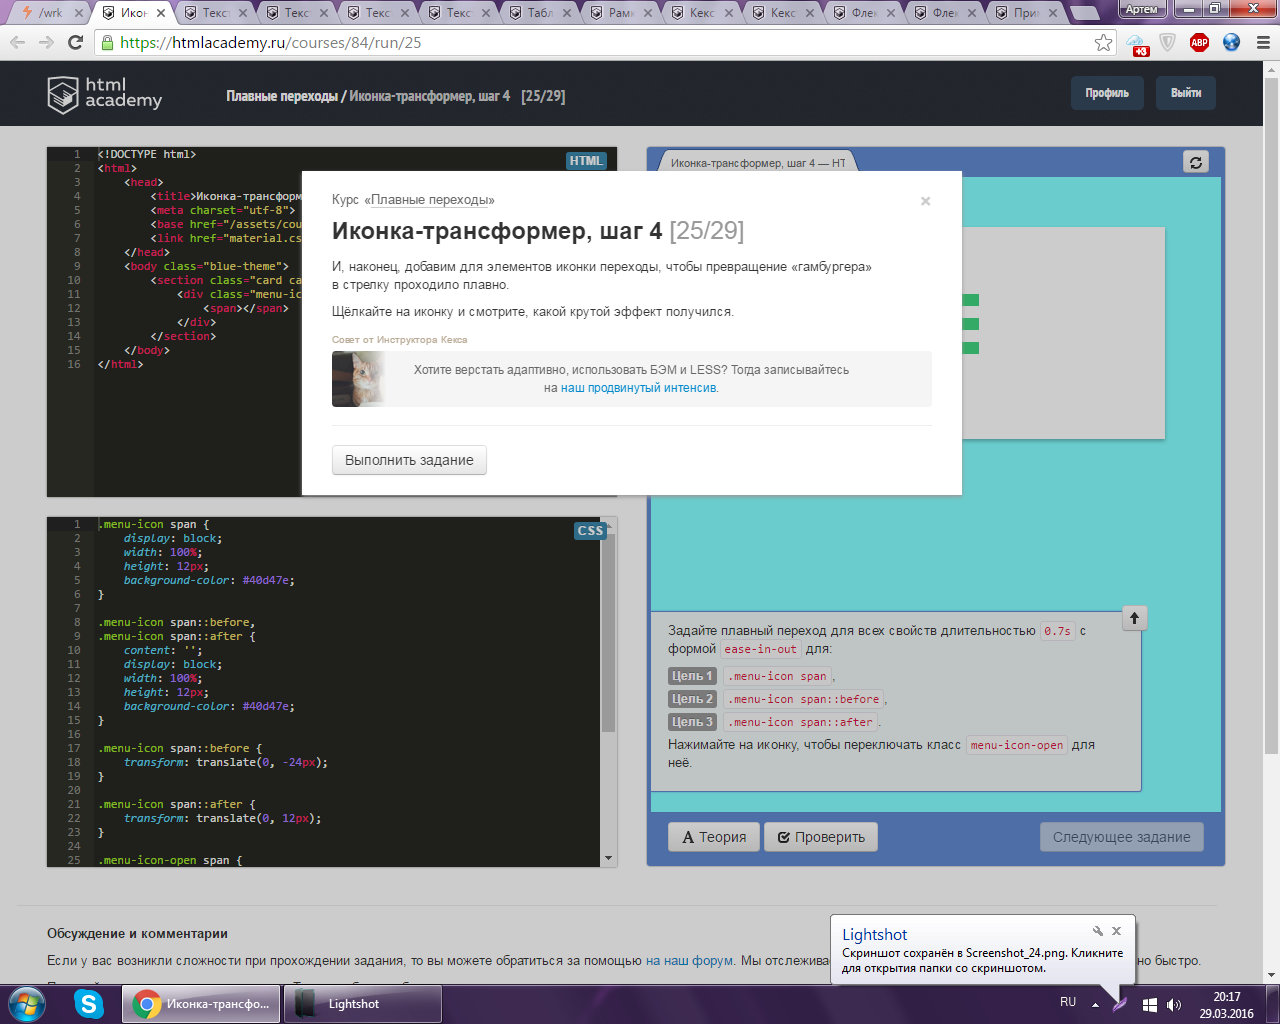 /wrk
Икон
Текст
Текс
Текс
Текс
Табл
Рамк
Кекс
Кекс
Флек
Флек
При
Артем
https://htmlacademy.ru/courses/84/run/25
+3
ABP
html
academy
Плавные переходы / Иконка-трансформер, шаг 4 [25/29]
Профиль
Выйти
1 <!DOCTYPE html>
2 <html>
3 <head>
4 <title>Иконка-трансформ
5 <meta charset="utf-8">
6 <base href="/assets/cou
7 <link href="material.cs
8 </head>
9 <body class="blue-theme">
10 <section class="card ca
11 <div class="menu-ic
12 <span></span>
13 </div>
14 </section>
15 </body>
16 </html>
HTML
Иконка-трансформер, шаг 4 — HT
Курс «Плавные переходы»
Иконка-трансформер, шаг 4 [25/29]
И, наконец, добавим для элементов иконки переходы, чтобы превращение «гамбургера»
в стрелку проходило плавно.
Щёлкайте на иконку и смотрите, какой крутой эффект получился.
Совет от Инструктора Кекса
Хотите верстать адаптивно, использовать БЭМ и LESS? Тогда записывайтесь
на наш продвинутый интенсив.
Выполнить задание
CSS
1 .menu-icon span {
2 display: block;
3 width: 100%;
4 height: 12px;
5 background-color: #40d47e;
6 }
7
8 .menu-icon span::before,
9 .menu-icon span::after {
10 content: '';
11 display: block;
12 width: 100%;
13 height: 12px;
14 background-color: #40d47e;
15 }
16
17 .menu-icon span::before {
18 transform: translate(0, -24px);
19 }
20
21 .menu-icon span::after {
22 transform: translate(0, 12px);
23 }
24
25 .menu-icon-open span {
Задайте плавный переход для всех свойств длительностью 0.7s с
формой ease-in-out для:
Цель 1 .menu-icon span,
Цель 2 .menu-icon span::before,
Цель 3 .menu-icon span::after.
Нажимайте на иконку, чтобы переключать класс menu-icon-open для
неё.
Теория
Проверить
Следующее задание
Обсуждение и комментарии
Если у вас возникли сложности при прохождении задания, то вы можете обратиться за помощью на наш форум. Мы отслежива
но быстро.
Lightshot
Скриншот сохранён в Screenshot_24.png. Кликните
для открытия папки со скриншотом.
Иконка-трансфо...
Lightshot
RU
20:17
29.03.2016